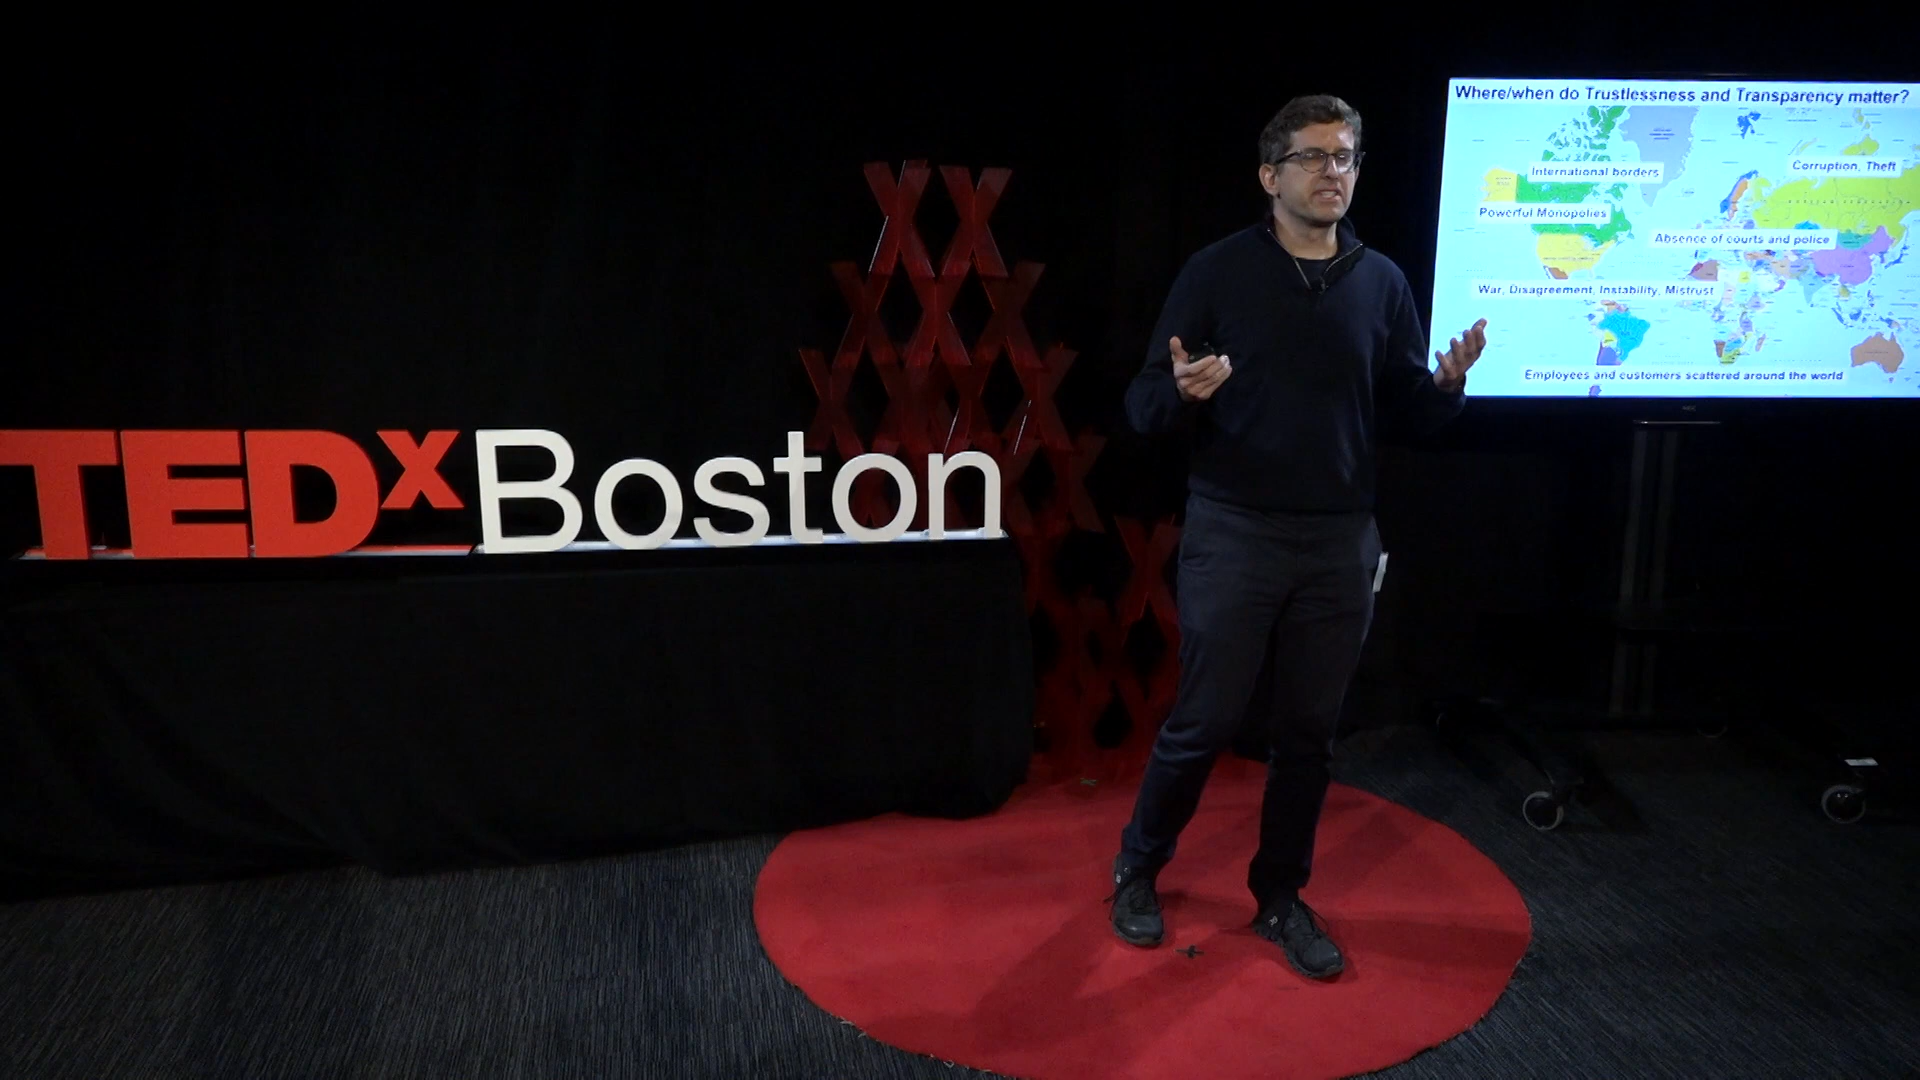 TEDxBoston
Where/when do Trustlessness and Transparency matter?
Corruption, Theft
International borders
Powerful Monopolies
Absence of courts and police
War, Disagreement, Instability, Mistrust
Employees and customers scattered around the world